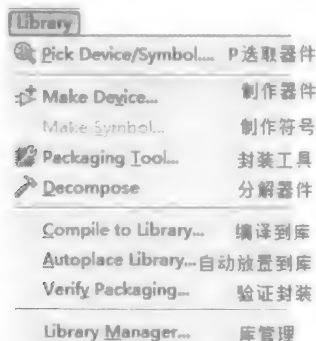 Library
Pick Device/Symbol.... P选取器件
Make Device... 制作器件
Make Symbol... 制作符号
Packaging Tool... 封装工具
Decompose 分解器件
Compile to Library... 编译到库
Autoplace Library... 自动放置到库
Verify Packaging... 验证封装
Library Manager... 库管理